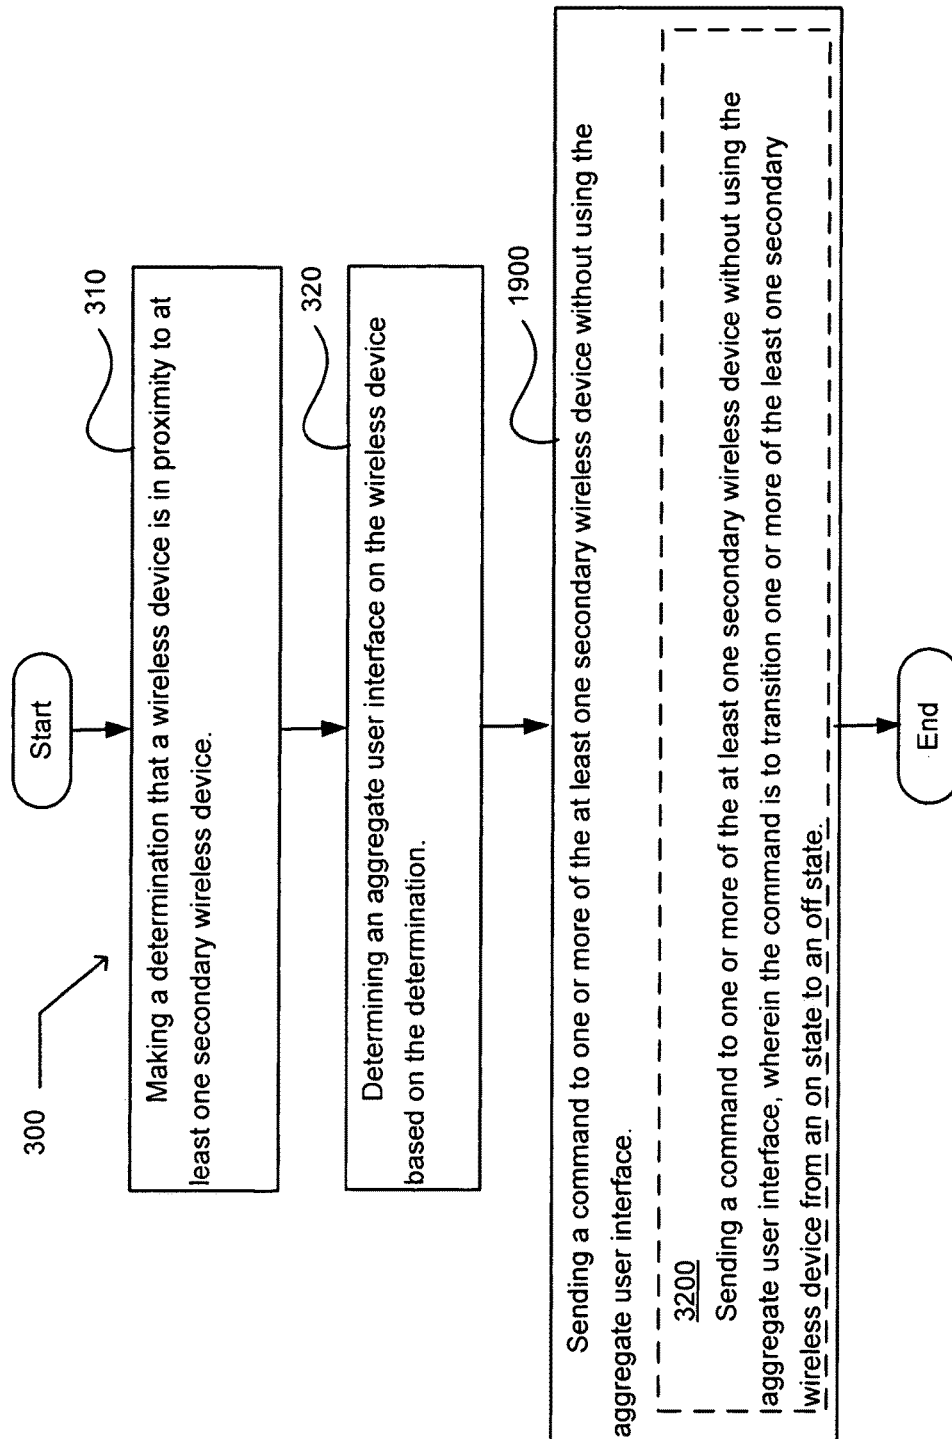 300
Start
310
Making a determination that a wireless device is in proximity to at
least one secondary wireless device.
320
Determining an aggregate user interface on the wireless device
based on the determination.
1900
Sending a command to one or more of the at least one secondary wireless device without using the
aggregate user interface.
3200
Sending a command to one or more of the at least one secondary wireless device without using the
aggregate user interface, wherein the command is to transition one or more of the least one secondary
wireless device from an on state to an off state.
End